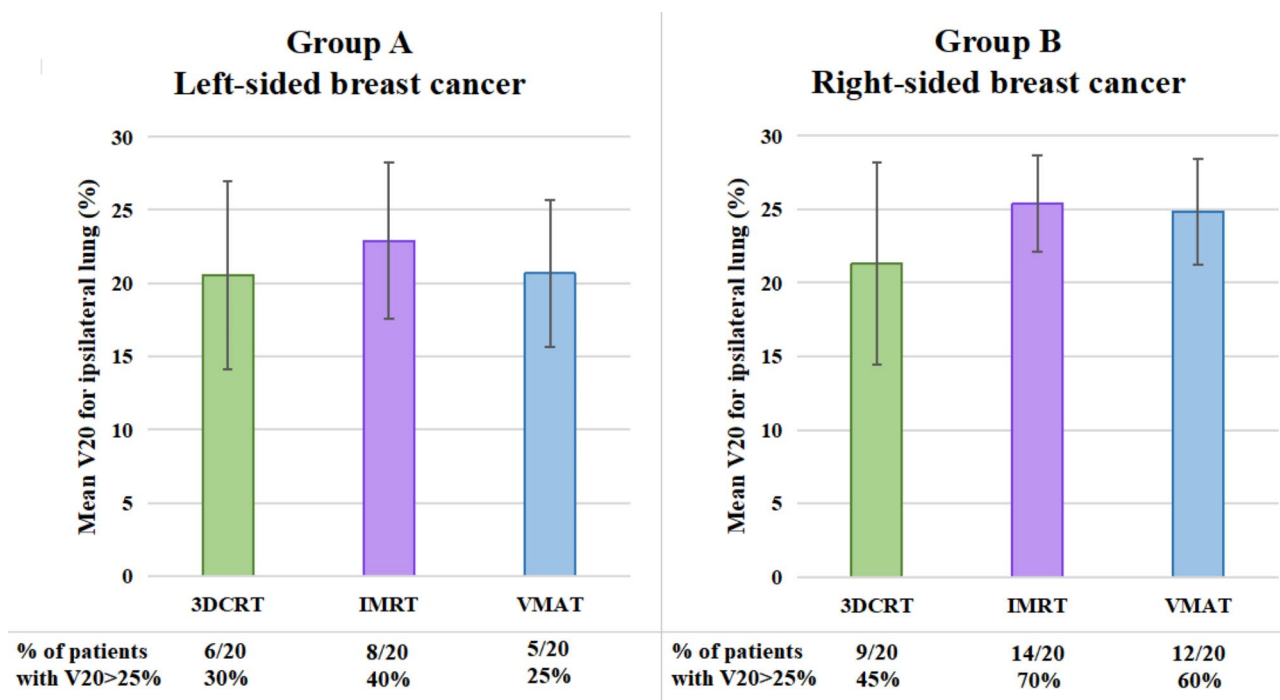 Group A
Left-sided breast cancer
Mean V20 for ipsilateral lung (%)
30
25
20
15
10
5
0
3DCRT IMRT VMAT
% of patients 6/20 8/20 5/20
with V20>25% 30% 40% 25%
Group B
Right-sided breast cancer
Mean V20 for ipsilateral lung (%)
30
25
20
15
10
5
0
3DCRT IMRT VMAT
% of patients 9/20 14/20 12/20
with V20>25% 45% 70% 60%